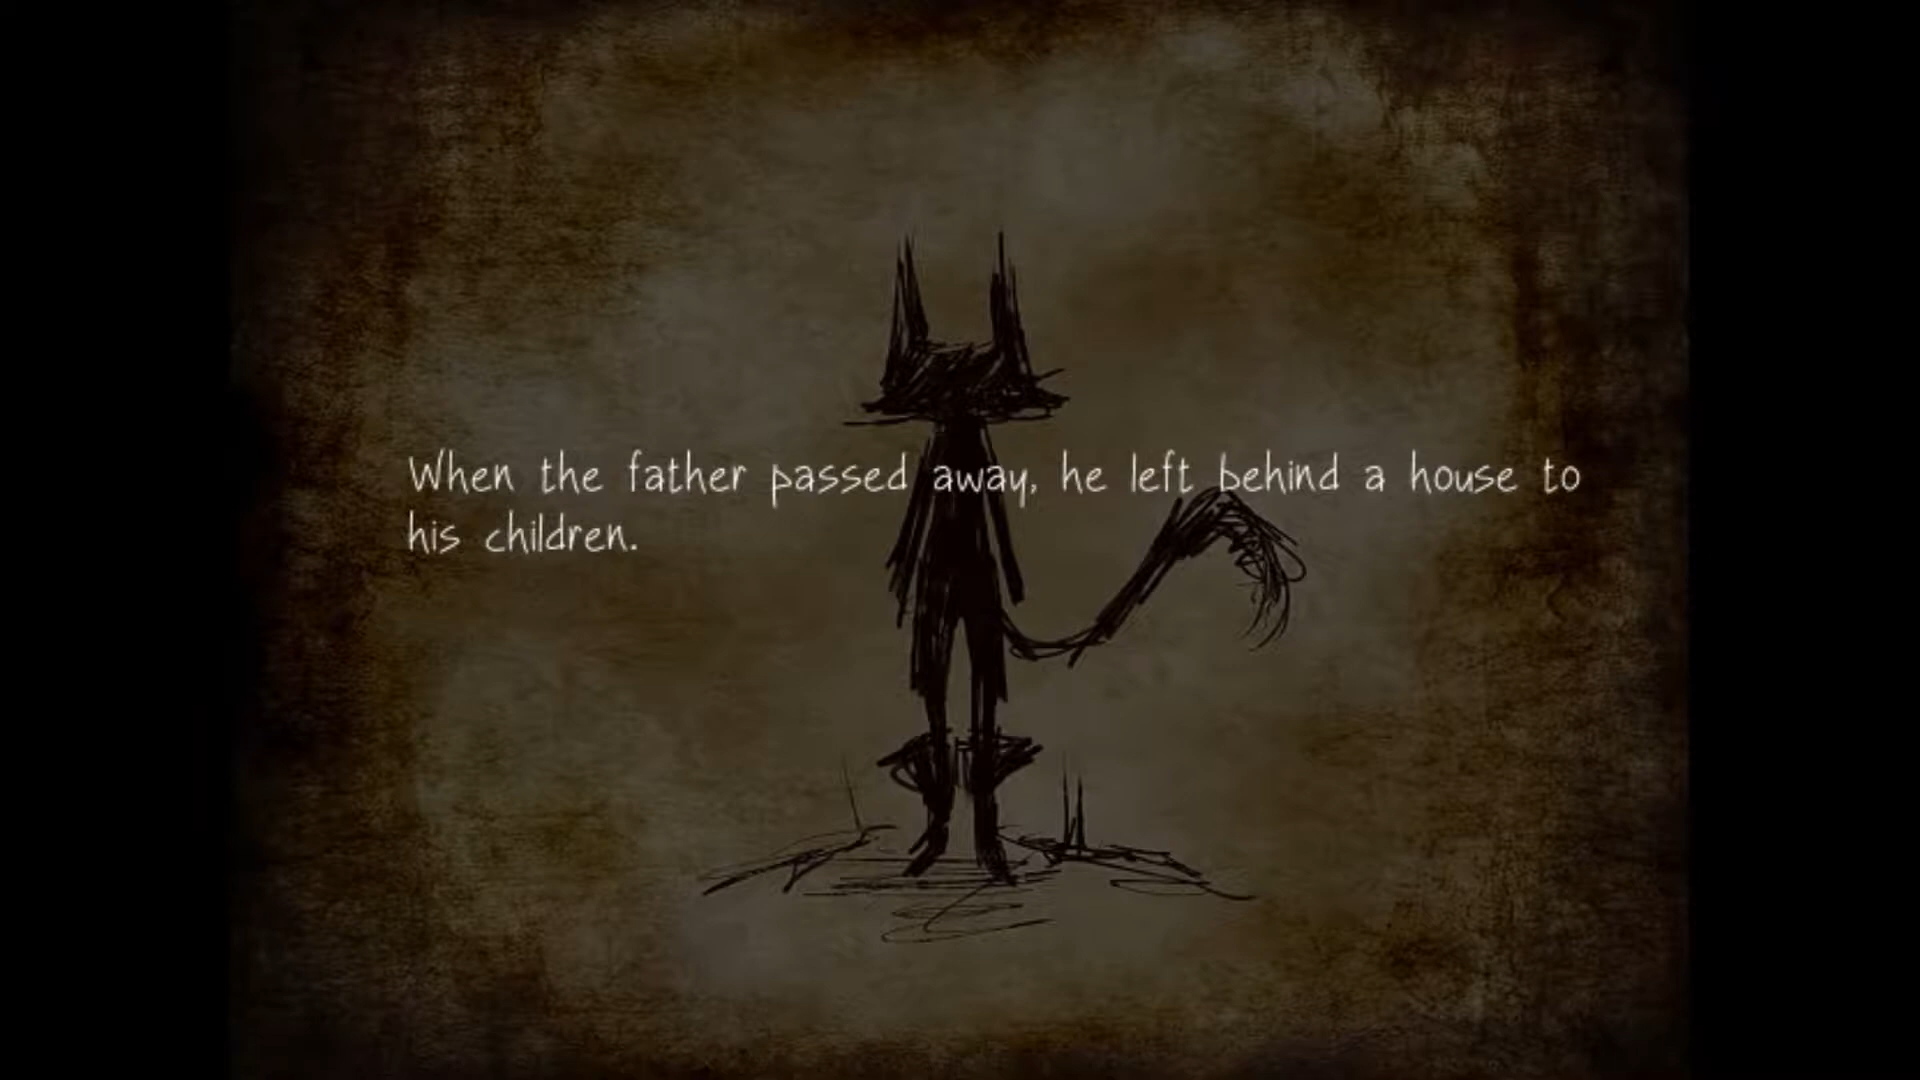 When the father passed away, he left behind a house to
his children.